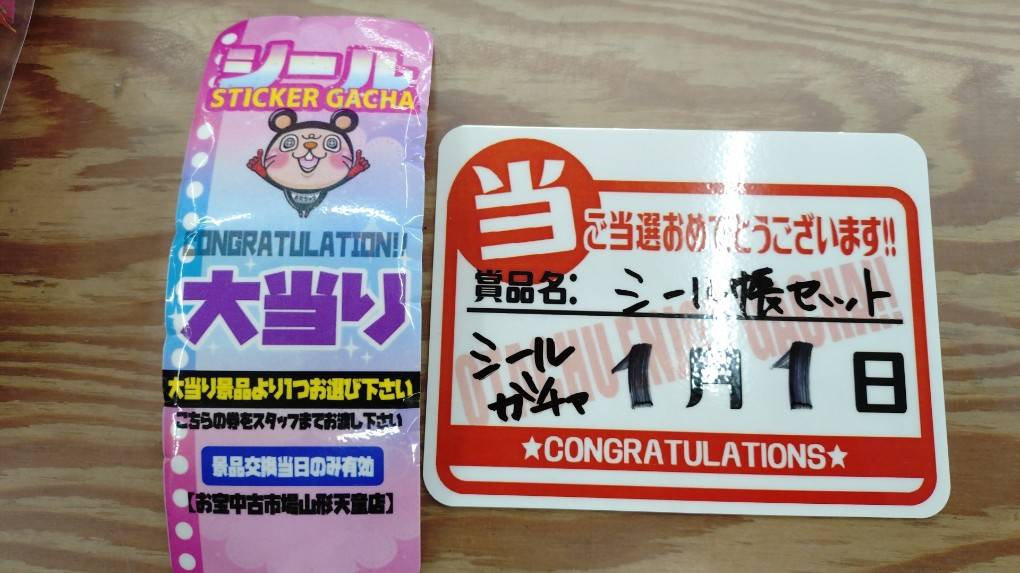 シール
STICKER GACHA
CONGRATULATION!!
大当り
大当り景品より1つお選び下さい
こちらの券をスタッフまでお渡し下さい
景品交換当日のみ有効
【お宝中古市場山形天童店】
当
ご当選おめでとうございます!!
賞品名: シール帳セット
シール
ガチャ
1月1日
★CONGRATULATIONS★